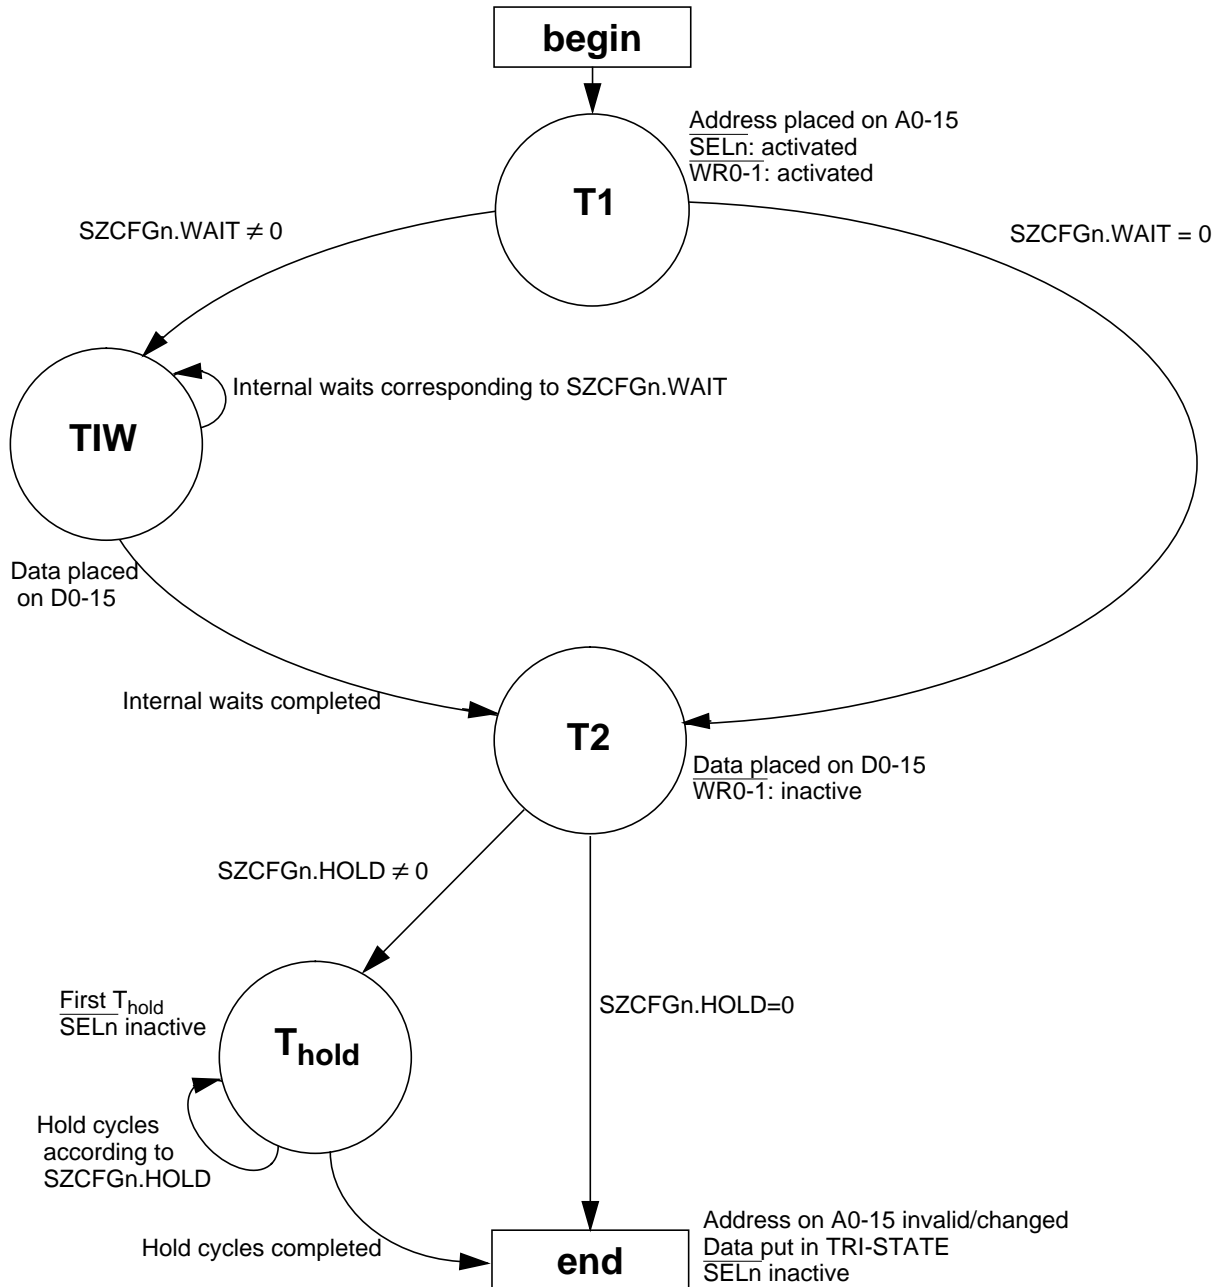 begin
Address placed on A0-15
SELn: activated
WR0-1: activated
T1
SZCFGn.WAIT ≠ 0
SZCFGn.WAIT = 0
Internal waits corresponding to SZCFGn.WAIT
TIW
Data placed
on D0-15
Internal waits completed
T2
Data placed on D0-15
WR0-1: inactive
SZCFGn.HOLD ≠ 0
First Thold
SELn inactive
SZCFGn.HOLD=0
Thold
Hold cycles
according to
SZCFGn.HOLD
Hold cycles completed
end
Address on A0-15 invalid/changed
Data put in TRI-STATE
SELn inactive